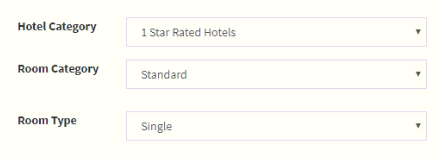 Hotel Category 1 Star Rated Hotels
Room Category Standard
Room Type Single